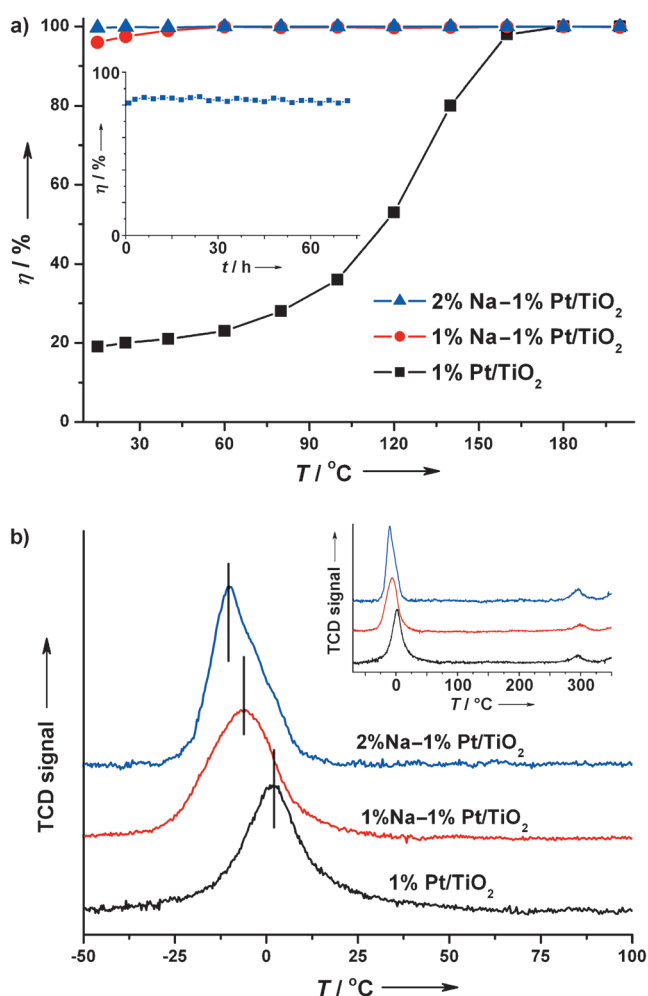 a)
100
80
60
40
20
0
η / %
100
0
η / %
0 30 60
t / h
2% Na–1% Pt/TiO₂
1% Na–1% Pt/TiO₂
1% Pt/TiO₂
30 60 90 120 150 180
T / °C
b)
TCD signal
TCD signal
0 50 100 150 200 300
T / °C
2%Na–1% Pt/TiO₂
1%Na–1% Pt/TiO₂
1% Pt/TiO₂
-50 -25 0 25 50 75 100
T / °C